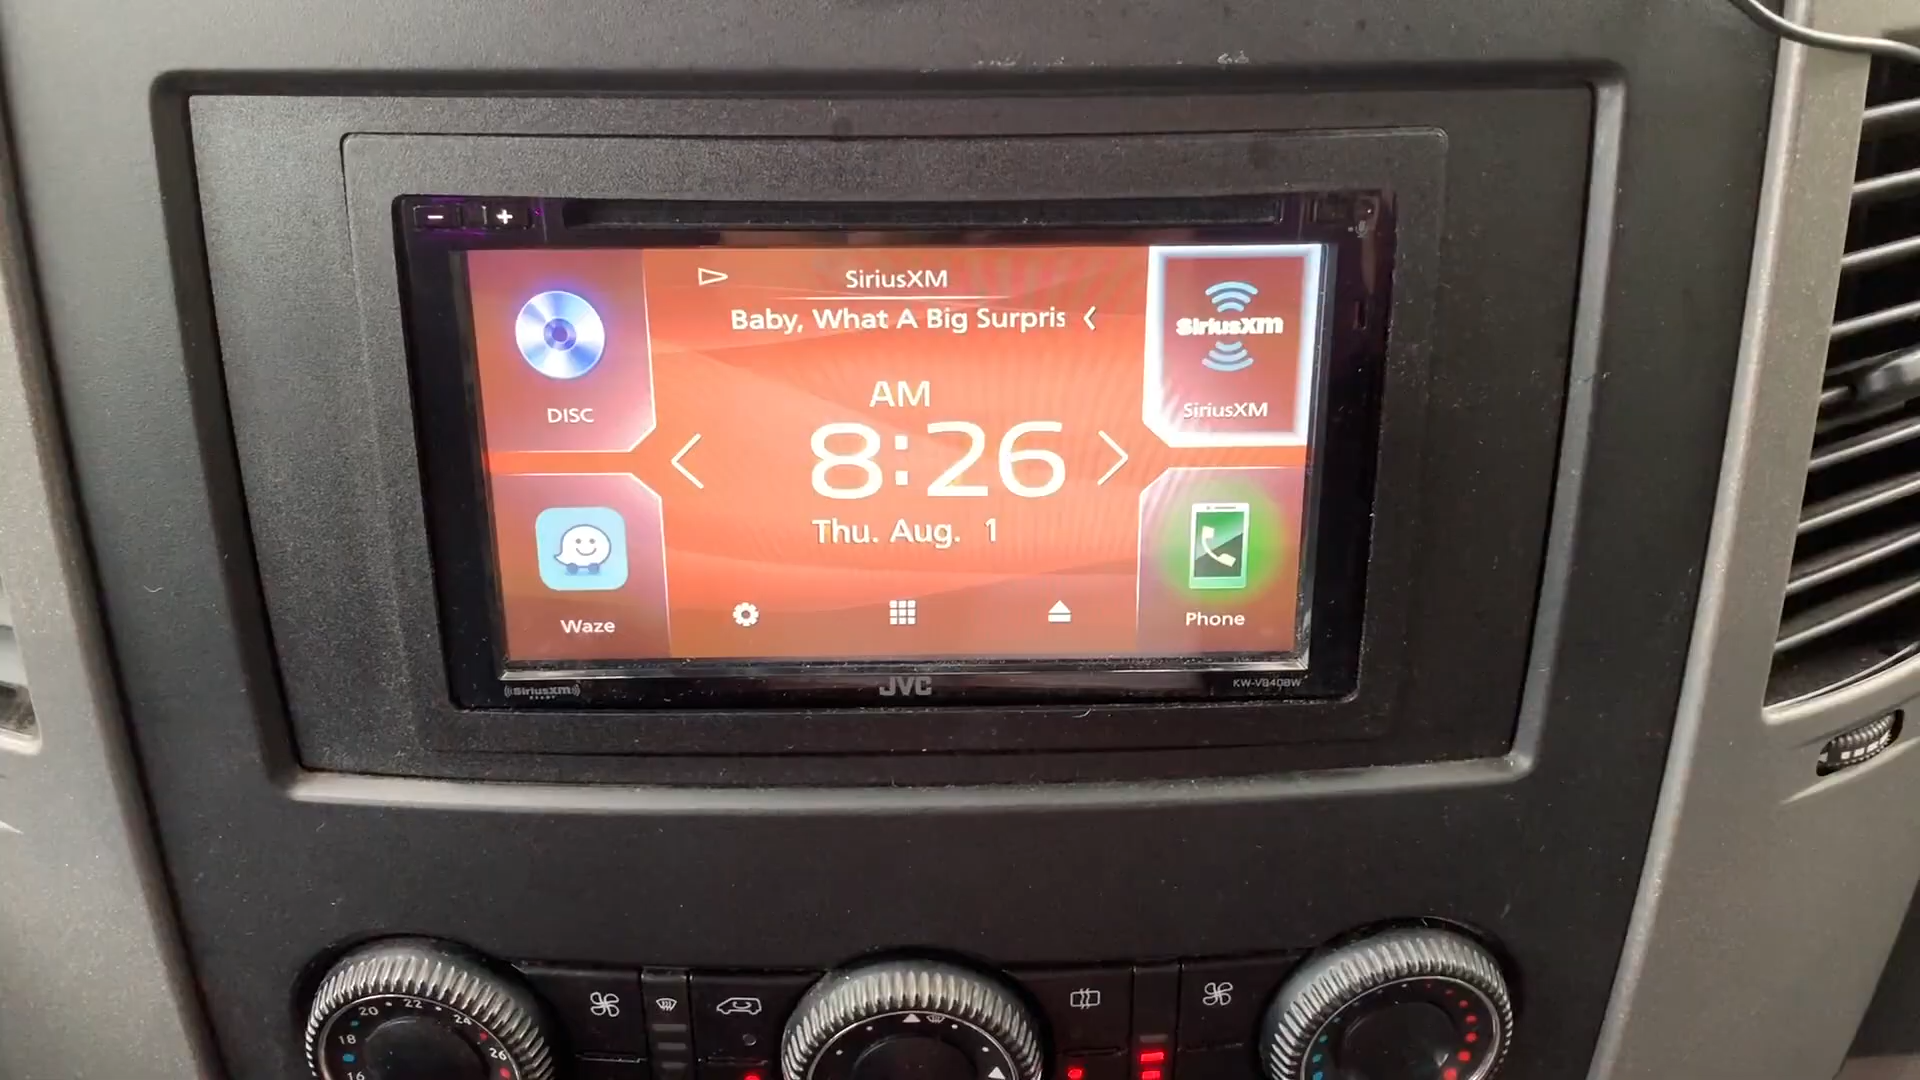 SiriusXM
Baby, What A Big Surpris
SiriusXM
DISC
SiriusXM
AM
8:26
Thu. Aug. 1
Waze
Phone
SiriusXM
READY
JVC
KW-V840BW
22
20
24
18
26
16